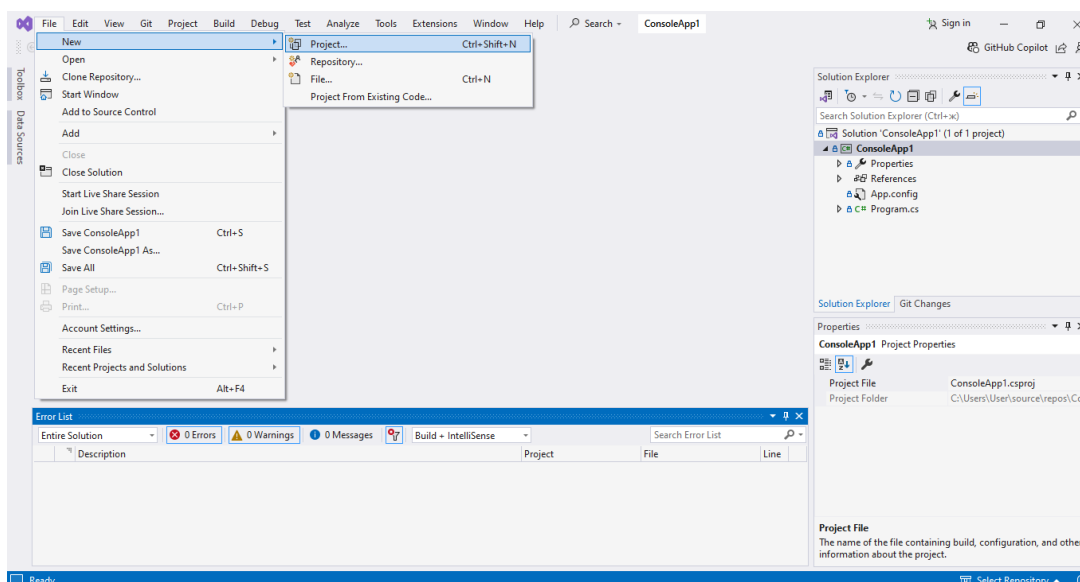 File Edit View Git Project Build Debug Test Analyze Tools Extensions Window Help Search ConsoleApp1 Sign in
GitHub Copilot
New
Open
Clone Repository...
Start Window
Add to Source Control
Add
Close
Close Solution
Start Live Share Session
Join Live Share Session...
Save ConsoleApp1 Ctrl+S
Save ConsoleApp1 As...
Save All Ctrl+Shift+S
Page Setup...
Print... Ctrl+P
Account Settings...
Recent Files
Recent Projects and Solutions
Exit Alt+F4
Project... Ctrl+Shift+N
Repository...
File... Ctrl+N
Project From Existing Code...
Toolbox
Data Sources
Solution Explorer
Search Solution Explorer (Ctrl+ж)
Solution 'ConsoleApp1' (1 of 1 project)
C# ConsoleApp1
Properties
References
App.config
C# Program.cs
Solution Explorer Git Changes
Properties
ConsoleApp1 Project Properties
Project File ConsoleApp1.csproj
Project Folder C:\Users\User\source\repos\Co
Project File
The name of the file containing build, configuration, and othe
information about the project.
Error List
Entire Solution 0 Errors 0 Warnings 0 Messages Build + IntelliSense Search Error List
Description Project File Line
Ready Select Repository